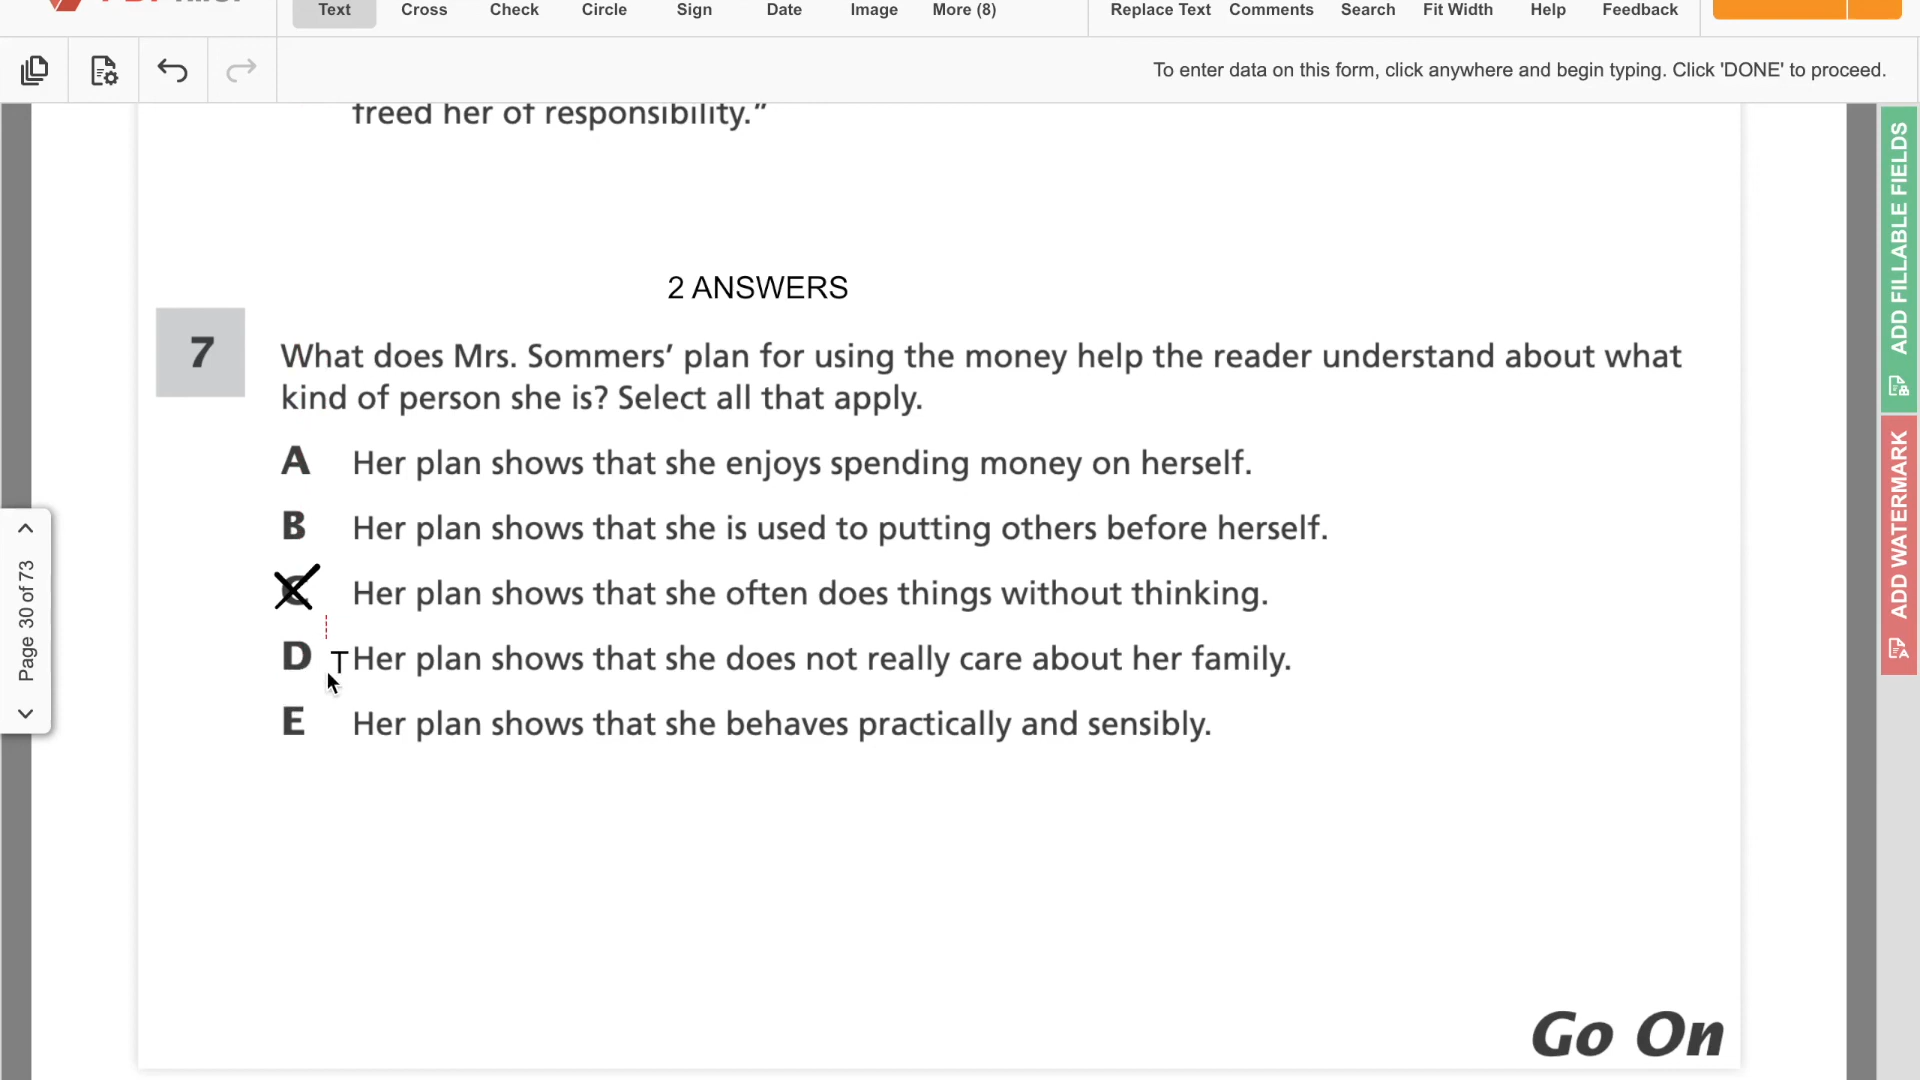 Text Cross Check Circle Sign Date Image More (8) Replace Text Comments Search Fit Width Help Feedback
To enter data on this form, click anywhere and begin typing. Click 'DONE' to proceed.
freed her of responsibility.”
2 ANSWERS
7 What does Mrs. Sommers’ plan for using the money help the reader understand about what
kind of person she is? Select all that apply.
A Her plan shows that she enjoys spending money on herself.
B Her plan shows that she is used to putting others before herself.
C Her plan shows that she often does things without thinking.
D Her plan shows that she does not really care about her family.
E Her plan shows that she behaves practically and sensibly.
Go On
Page 30 of 73
ADD FILLABLE FIELDS
ADD WATERMARK